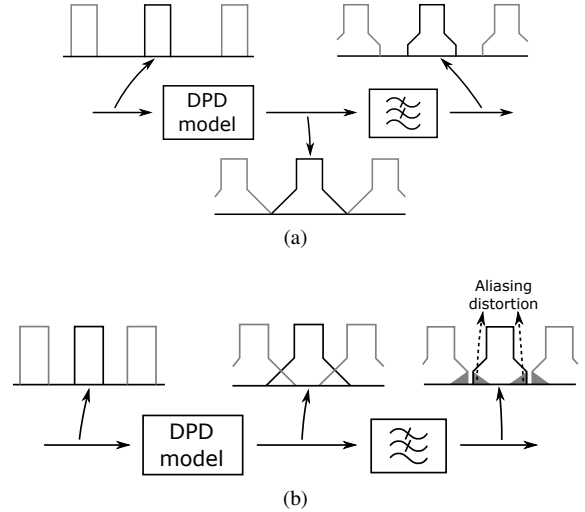 DPD
model
(a)
Aliasing
distortion
DPD
model
(b)